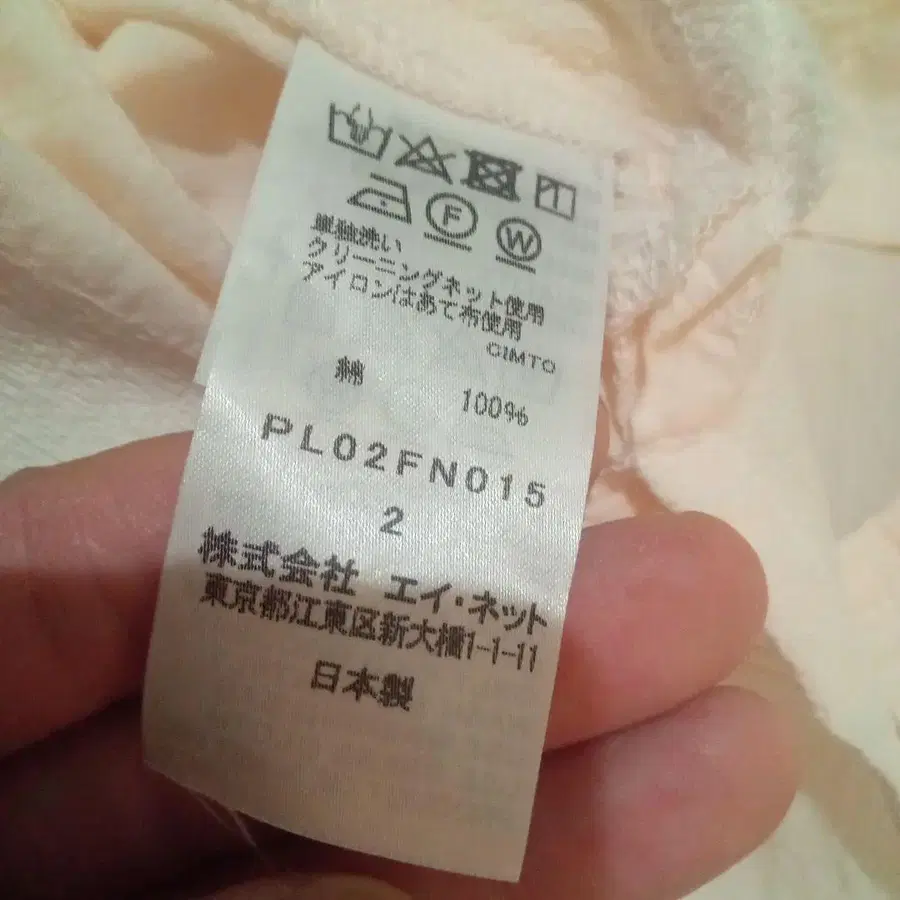 F W
単独洗い
クリーニングネット使用
アイロンはあて布使用
CIMTO
綿 100%
PL02FN015
2
株式会社 エイ・ネット
東京都江東区新大橋1-1-11
日本製